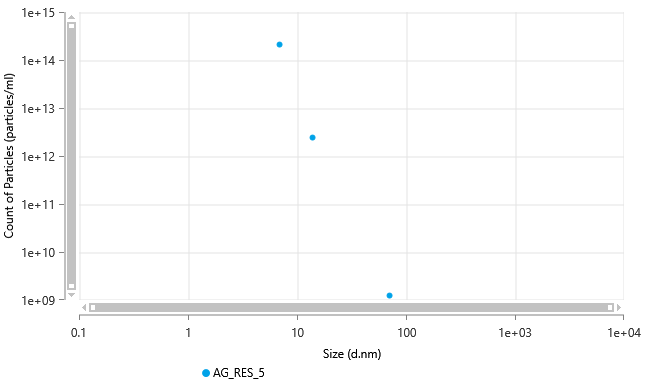 1e+15
1e+14
1e+13
1e+12
1e+11
1e+10
1e+09
Count of Particles (particles/ml)
0.1 1 10 100 1e+03 1e+04
Size (d.nm)
AG_RES_5